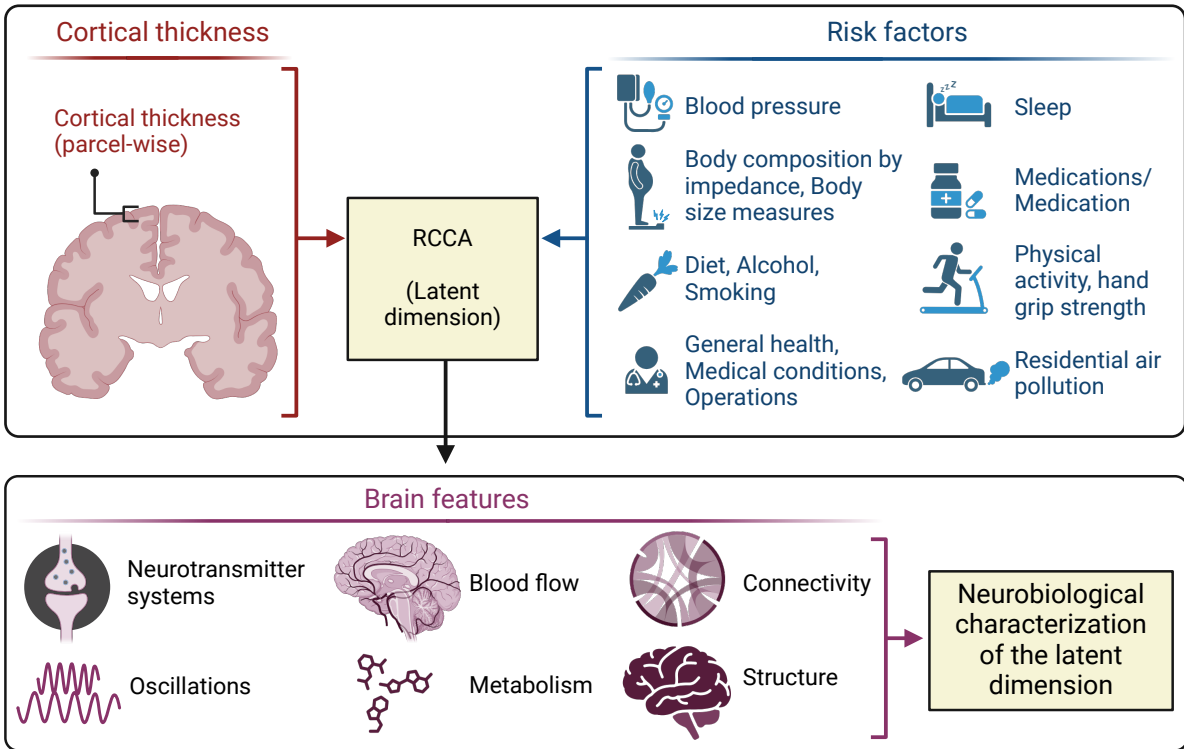 Cortical thickness
Cortical thickness
(parcel-wise)
RCCA
(Latent
dimension)
Risk factors
Blood pressure
zzz
Sleep
Body composition by
impedance, Body
size measures
Medications/
Medication
Diet, Alcohol,
Smoking
Physical
activity, hand
grip strength
General health,
Medical conditions,
Operations
Residential air
pollution
Brain features
Neurotransmitter
systems
Blood flow
Connectivity
Oscillations
Metabolism
Structure
Neurobiological
characterization
of the latent
dimension